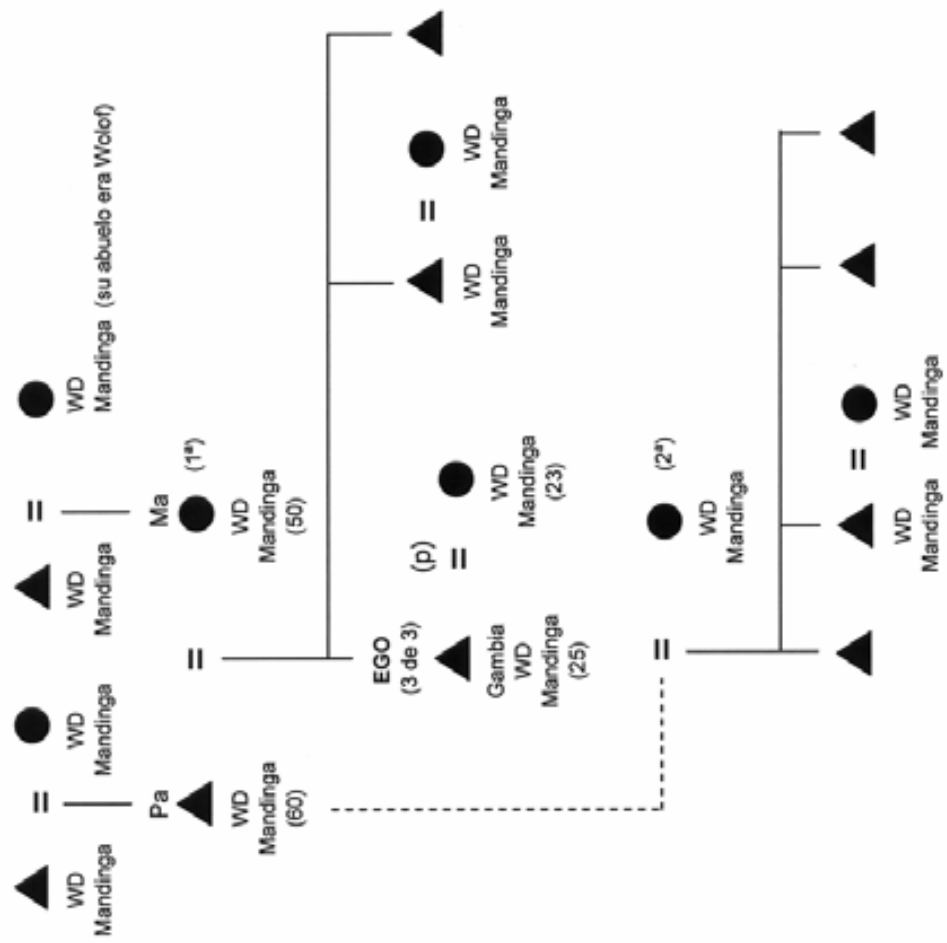 WD
Mandinga
WD
Mandinga
WD
Mandinga
WD
Mandinga (su abuelo era Wolof)
Pa
WD
Mandinga
(60)
Ma
(1ª)
WD
Mandinga
(50)
EGO
(3 de 3)
Gambia
WD
Mandinga
(25)
(p)
WD
Mandinga
(23)
WD
Mandinga
WD
Mandinga
(2ª)
WD
Mandinga
WD
Mandinga
WD
Mandinga